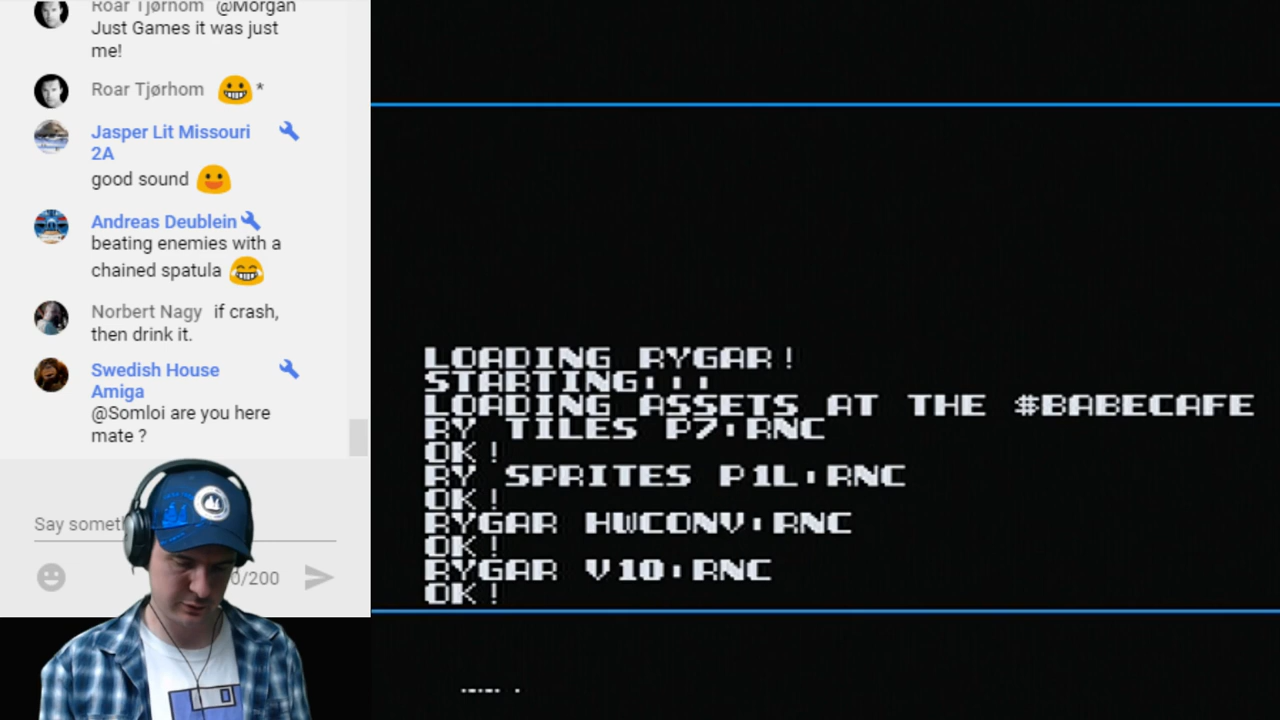 Roar Tjørhom @Morgan
Just Games it was just
me!
Roar Tjørhom *
Jasper Lit Missouri
2A
good sound
Andreas Deublein
beating enemies with a
chained spatula
Norbert Nagy if crash,
then drink it.
Swedish House
Amiga
@Somloi are you here
mate ?
Say someth
0/200
LOADING RYGAR!
STARTING...
LOADING ASSETS AT THE #BABECAFE
RY TILES P7.RNC
OK!
RY SPRITES P1L.RNC
OK!
RYGAR HWCONV.RNC
OK!
RYGAR V10.RNC
OK!